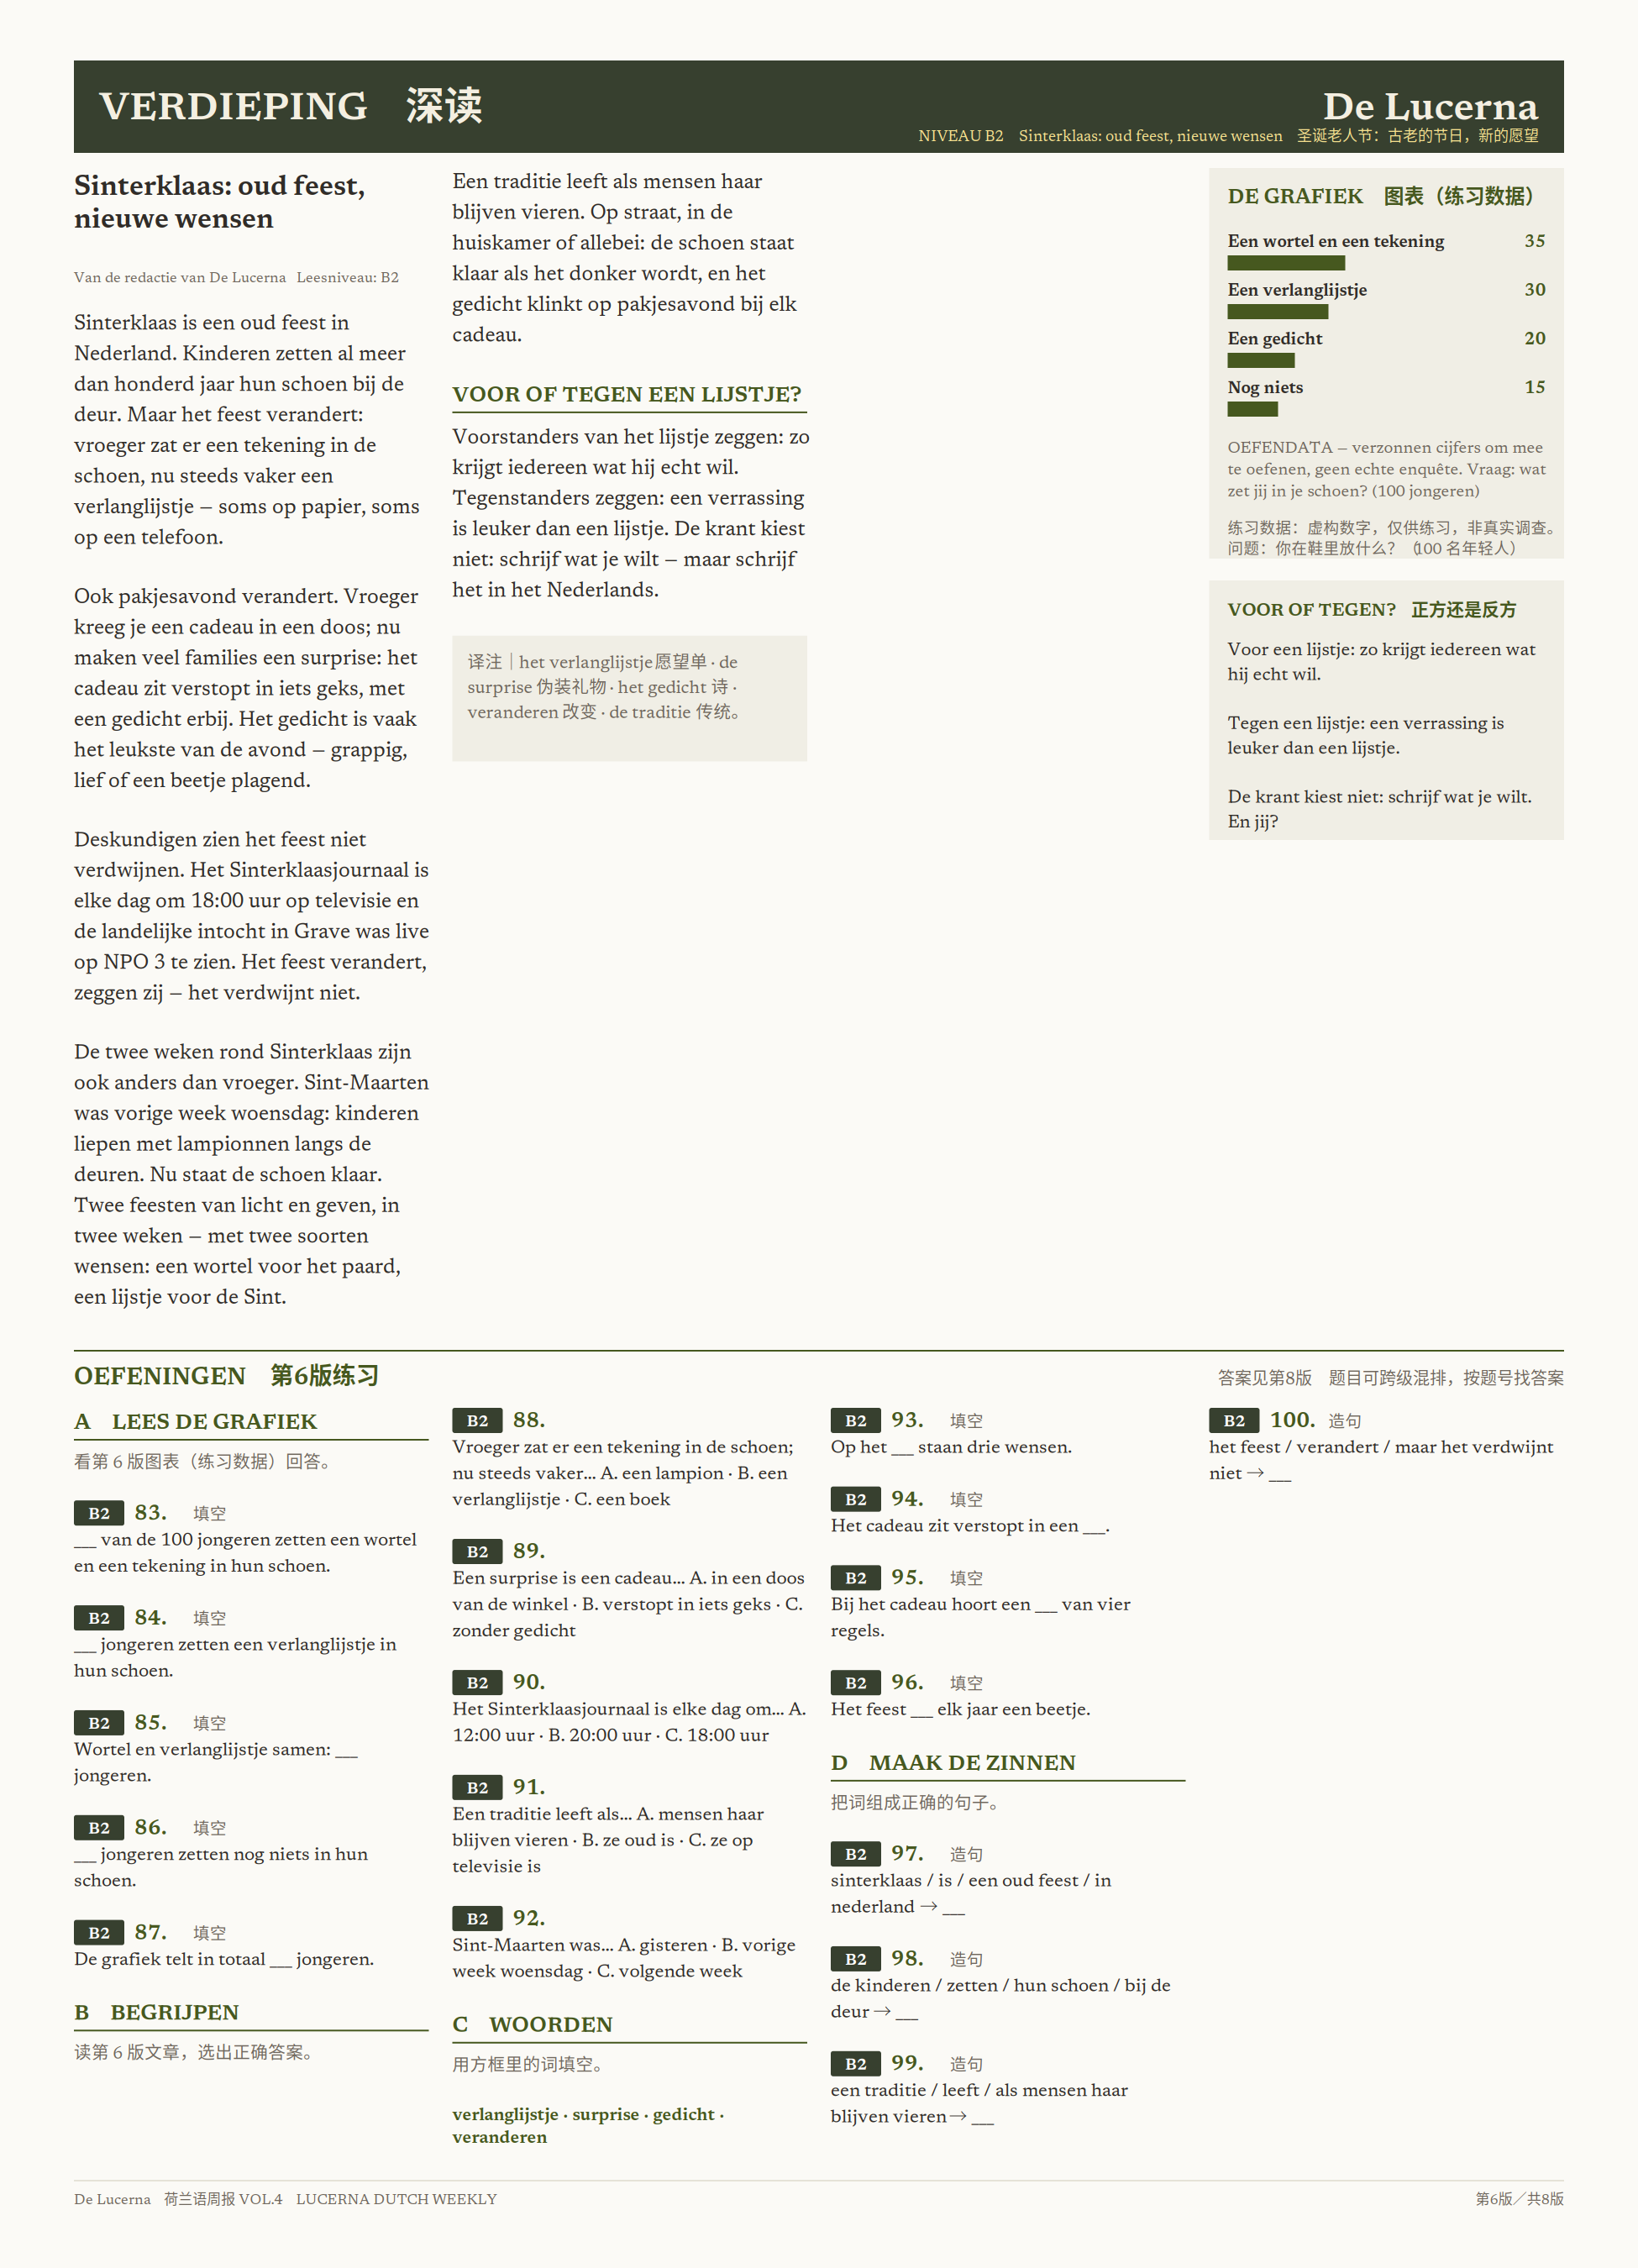 VERDIEPING 深读
De Lucerna
NIVEAU B2 Sinterklaas: oud feest, nieuwe wensen 圣诞老人节：古老的节日，新的愿望
Sinterklaas: oud feest,
nieuwe wensen
Van de redactie van De Lucerna Leesniveau: B2
Sinterklaas is een oud feest in
Nederland. Kinderen zetten al meer
dan honderd jaar hun schoen bij de
deur. Maar het feest verandert:
vroeger zat er een tekening in de
schoen, nu steeds vaker een
verlanglijstje – soms op papier, soms
op een telefoon.
Ook pakjesavond verandert. Vroeger
kreeg je een cadeau in een doos; nu
maken veel families een surprise: het
cadeau zit verstopt in iets geks, met
een gedicht erbij. Het gedicht is vaak
het leukste van de avond – grappig,
lief of een beetje plagend.
Deskundigen zien het feest niet
verdwijnen. Het Sinterklaasjournaal is
elke dag om 18:00 uur op televisie en
de landelijke intocht in Grave was live
op NPO 3 te zien. Het feest verandert,
zeggen zij – het verdwijnt niet.
De twee weken rond Sinterklaas zijn
ook anders dan vroeger. Sint-Maarten
was vorige week woensdag: kinderen
liepen met lampionnen langs de
deuren. Nu staat de schoen klaar.
Twee feesten van licht en geven, in
twee weken – met twee soorten
wensen: een wortel voor het paard,
een lijstje voor de Sint.
Een traditie leeft als mensen haar
blijven vieren. Op straat, in de
huiskamer of allebei: de schoen staat
klaar als het donker wordt, en het
gedicht klinkt op pakjesavond bij elk
cadeau.
VOOR OF TEGEN EEN LIJSTJE?
Voorstanders van het lijstje zeggen: zo
krijgt iedereen wat hij echt wil.
Tegenstanders zeggen: een verrassing
is leuker dan een lijstje. De krant kiest
niet: schrijf wat je wilt – maar schrijf
het in het Nederlands.
译注｜het verlanglijstje愿望单 · de
surprise 伪装礼物 · het gedicht 诗 ·
veranderen 改变 · de traditie 传统。
DE GRAFIEK 图表（练习数据）
Een wortel en een tekening 35
Een verlanglijstje 30
Een gedicht 20
Nog niets 15
OEFENDATA – verzonnen cijfers om mee
te oefenen, geen echte enquête. Vraag: wat
zet jij in je schoen? (100 jongeren)
练习数据：虚构数字，仅供练习，非真实调查。
问题：你在鞋里放什么？（100 名年轻人）
VOOR OF TEGEN? 正方还是反方
Voor een lijstje: zo krijgt iedereen wat
hij echt wil.
Tegen een lijstje: een verrassing is
leuker dan een lijstje.
De krant kiest niet: schrijf wat je wilt.
En jij?
OEFENINGEN 第6版练习
答案见第8版 题目可跨级混排，按题号找答案
A LEES DE GRAFIEK
看第 6 版图表（练习数据）回答。
B2 83. 填空
___ van de 100 jongeren zetten een wortel
en een tekening in hun schoen.
B2 84. 填空
___ jongeren zetten een verlanglijstje in
hun schoen.
B2 85. 填空
Wortel en verlanglijstje samen: ___
jongeren.
B2 86. 填空
___ jongeren zetten nog niets in hun
schoen.
B2 87. 填空
De grafiek telt in totaal ___ jongeren.
B BEGRIJPEN
读第 6 版文章，选出正确答案。
B2 88.
Vroeger zat er een tekening in de schoen;
nu steeds vaker… A. een lampion · B. een
verlanglijstje · C. een boek
B2 89.
Een surprise is een cadeau… A. in een doos
van de winkel · B. verstopt in iets geks · C.
zonder gedicht
B2 90.
Het Sinterklaasjournaal is elke dag om… A.
12:00 uur · B. 20:00 uur · C. 18:00 uur
B2 91.
Een traditie leeft als… A. mensen haar
blijven vieren · B. ze oud is · C. ze op
televisie is
B2 92.
Sint-Maarten was… A. gisteren · B. vorige
week woensdag · C. volgende week
C WOORDEN
用方框里的词填空。
verlanglijstje · surprise · gedicht ·
veranderen
B2 93. 填空
Op het ___ staan drie wensen.
B2 94. 填空
Het cadeau zit verstopt in een ___.
B2 95. 填空
Bij het cadeau hoort een ___ van vier
regels.
B2 96. 填空
Het feest ___ elk jaar een beetje.
D MAAK DE ZINNEN
把词组成正确的句子。
B2 97. 造句
sinterklaas / is / een oud feest / in
nederland → ___
B2 98. 造句
de kinderen / zetten / hun schoen / bij de
deur → ___
B2 99. 造句
een traditie / leeft / als mensen haar
blijven vieren → ___
B2 100. 造句
het feest / verandert / maar het verdwijnt
niet → ___
De Lucerna 荷兰语周报 VOL.4 LUCERNA DUTCH WEEKLY
第6版／共8版